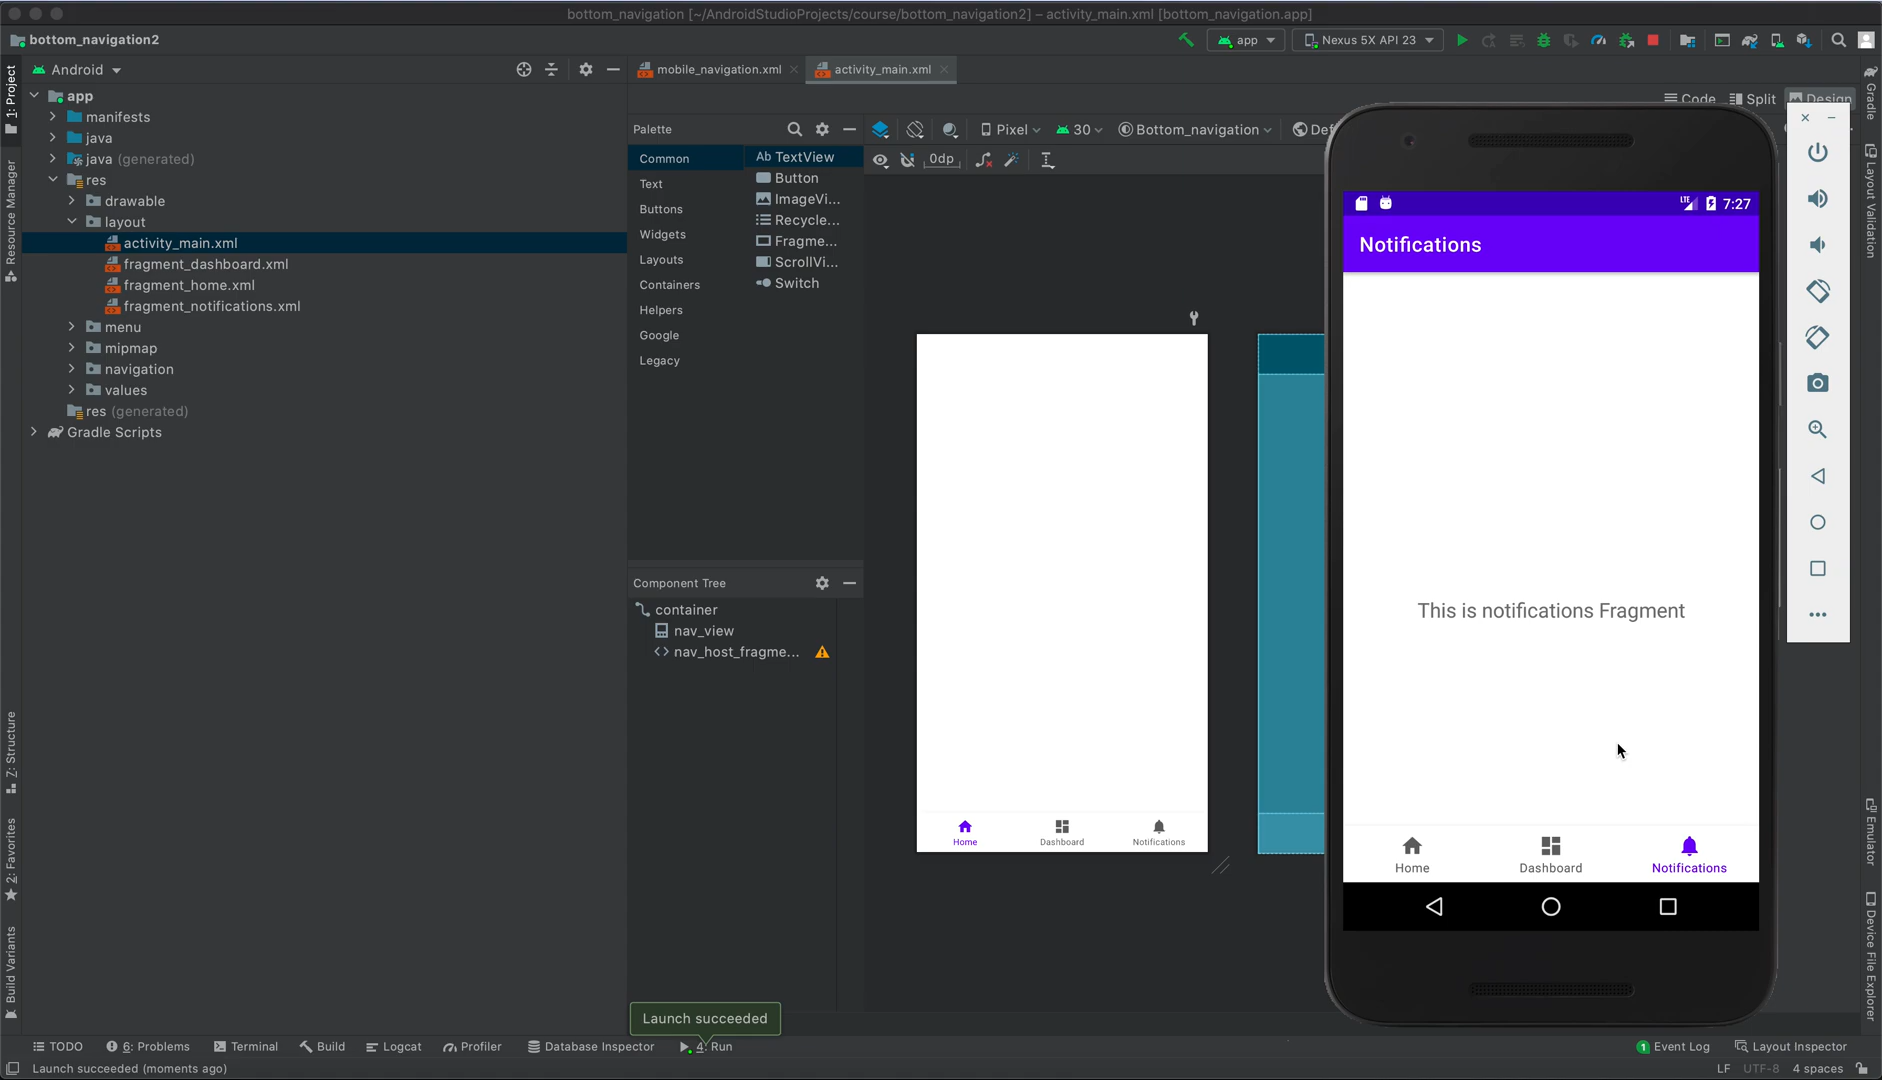 bottom_navigation [~/AndroidStudioProjects/course/bottom_navigation2] – activity_main.xml [bottom_navigation.app]
bottom_navigation2
app
Nexus 5X API 23
1: Project
Resource Manager
Z: Structure
2: Favorites
Build Variants
Android
app
manifests
java
java (generated)
res
drawable
layout
activity_main.xml
fragment_dashboard.xml
fragment_home.xml
fragment_notifications.xml
menu
mipmap
navigation
values
res (generated)
Gradle Scripts
mobile_navigation.xml
activity_main.xml
Code
Split
Design
Palette
Pixel
30
Bottom_navigation
Def
0dp
Common
Text
Buttons
Widgets
Layouts
Containers
Helpers
Google
Legacy
Ab TextView
Button
ImageVi...
Recycle...
Fragme...
ScrollVi...
Switch
Component Tree
container
nav_view
nav_host_fragme...
Home
Dashboard
Notifications
LTE
7:27
Notifications
This is notifications Fragment
Home
Dashboard
Notifications
Gradle
Layout Validation
Emulator
Device File Explorer
Launch succeeded
TODO
6: Problems
Terminal
Build
Logcat
Profiler
Database Inspector
4: Run
1 Event Log
Layout Inspector
Launch succeeded (moments ago)
LF
UTF-8
4 spaces